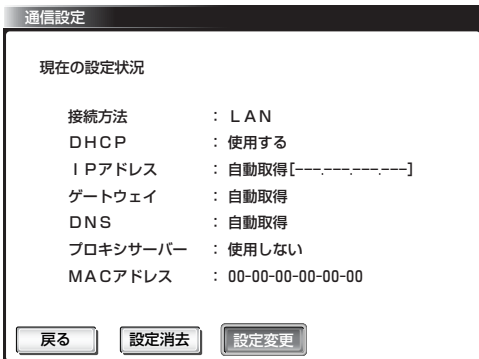 通信設定
現在の設定状況
接続方法 : LAN
DHCP : 使用する
IPアドレス : 自動取得[---.---.---.---]
ゲートウェイ : 自動取得
DNS : 自動取得
プロキシサーバー : 使用しない
MACアドレス : 00-00-00-00-00-00
戻る 設定消去 設定変更